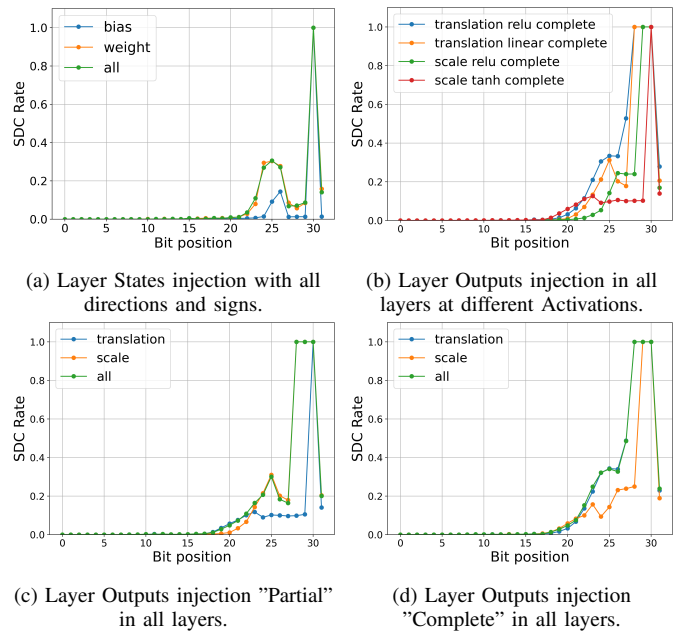 bias
weight
all
1.0
0.8
0.6
0.4
0.2
0.0
SDC Rate
0 5 10 15 20 25 30
Bit position
(a) Layer States injection with all
directions and signs.
translation relu complete
translation linear complete
scale relu complete
scale tanh complete
1.0
0.8
0.6
0.4
0.2
0.0
SDC Rate
0 5 10 15 20 25 30
Bit position
(b) Layer Outputs injection in all
layers at different Activations.
translation
scale
all
1.0
0.8
0.6
0.4
0.2
0.0
SDC Rate
0 5 10 15 20 25 30
Bit position
(c) Layer Outputs injection ”Partial”
in all layers.
translation
scale
all
1.0
0.8
0.6
0.4
0.2
0.0
SDC Rate
0 5 10 15 20 25 30
Bit position
(d) Layer Outputs injection
”Complete” in all layers.